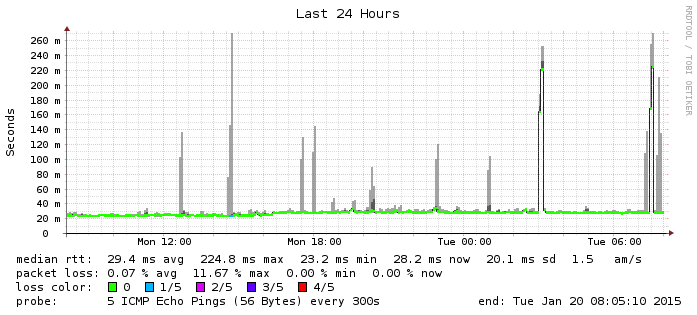 Last 24 Hours
RRDTOOL / TOBI OETIKER
Seconds
260 m
240 m
220 m
200 m
180 m
160 m
140 m
120 m
100 m
80 m
60 m
40 m
20 m
0
Mon 12:00 Mon 18:00 Tue 00:00 Tue 06:00
median rtt: 29.4 ms avg 224.8 ms max 23.2 ms min 28.2 ms now 20.1 ms sd 1.5 am/s
packet loss: 0.07 % avg 11.67 % max 0.00 % min 0.00 % now
loss color: 0 1/5 2/5 3/5 4/5
probe: 5 ICMP Echo Pings (56 Bytes) every 300s end: Tue Jan 20 08:05:10 2015